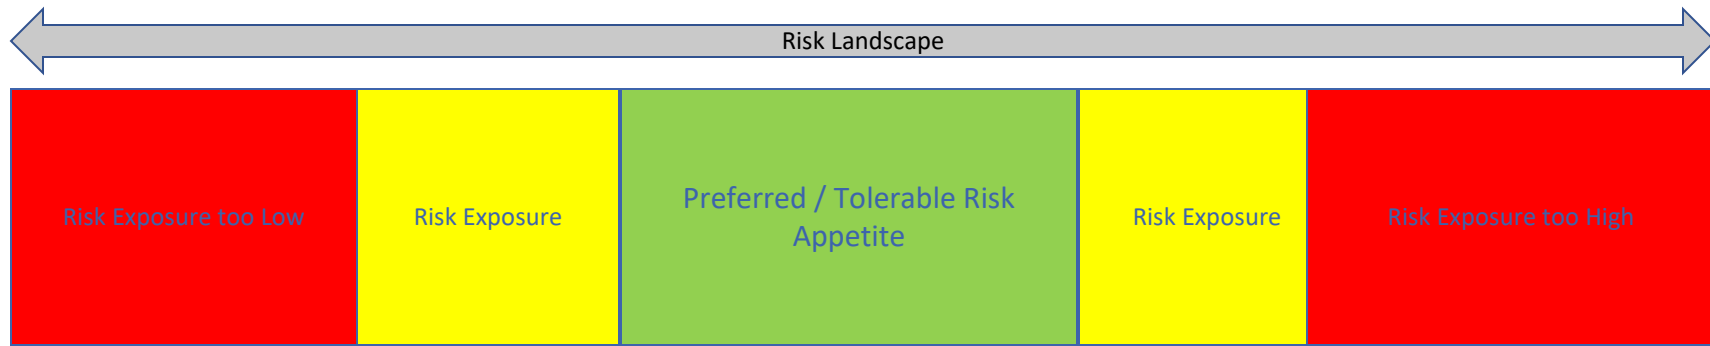 Risk Landscape
Risk Exposure too Low
Risk Exposure
Preferred / Tolerable Risk
Appetite
Risk Exposure
Risk Exposure too High